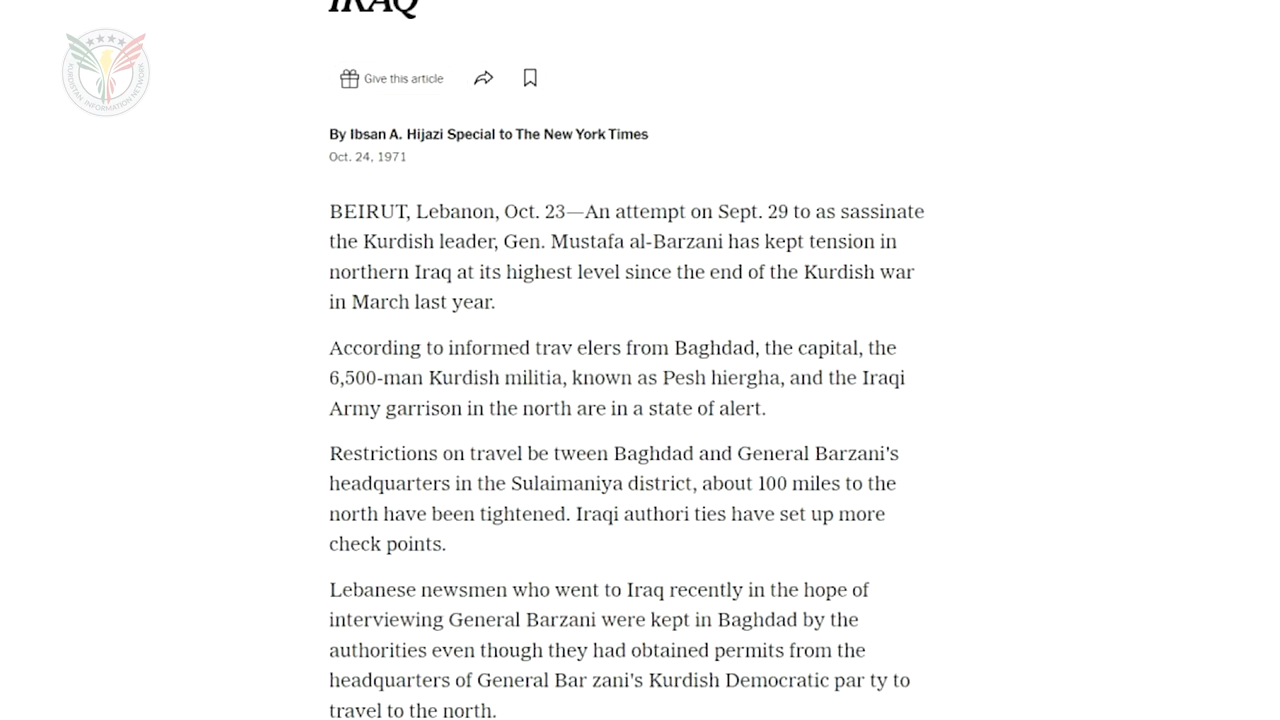 IRAQ
KURDISTAN INFORMATION NETWORK
Give this article
By Ibsan A. Hijazi Special to The New York Times
Oct. 24, 1971
BEIRUT, Lebanon, Oct. 23—An attempt on Sept. 29 to as sassinate
the Kurdish leader, Gen. Mustafa al-Barzani has kept tension in
northern Iraq at its highest level since the end of the Kurdish war
in March last year.
According to informed trav elers from Baghdad, the capital, the
6,500-man Kurdish militia, known as Pesh hiergha, and the Iraqi
Army garrison in the north are in a state of alert.
Restrictions on travel be tween Baghdad and General Barzani's
headquarters in the Sulaimaniya district, about 100 miles to the
north have been tightened. Iraqi authori ties have set up more
check points.
Lebanese newsmen who went to Iraq recently in the hope of
interviewing General Barzani were kept in Baghdad by the
authorities even though they had obtained permits from the
headquarters of General Bar zani's Kurdish Democratic par ty to
travel to the north.